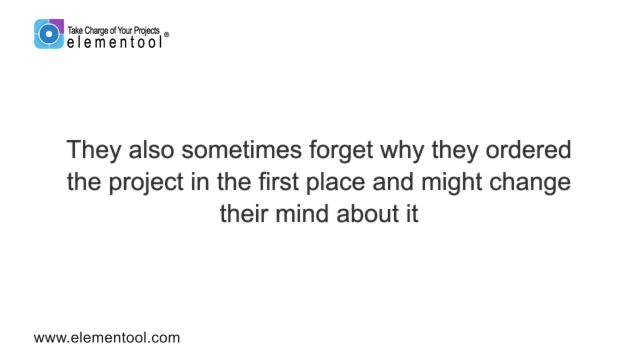 Take Charge of Your Projects
elementool®
They also sometimes forget why they ordered
the project in the first place and might change
their mind about it
www.elementool.com